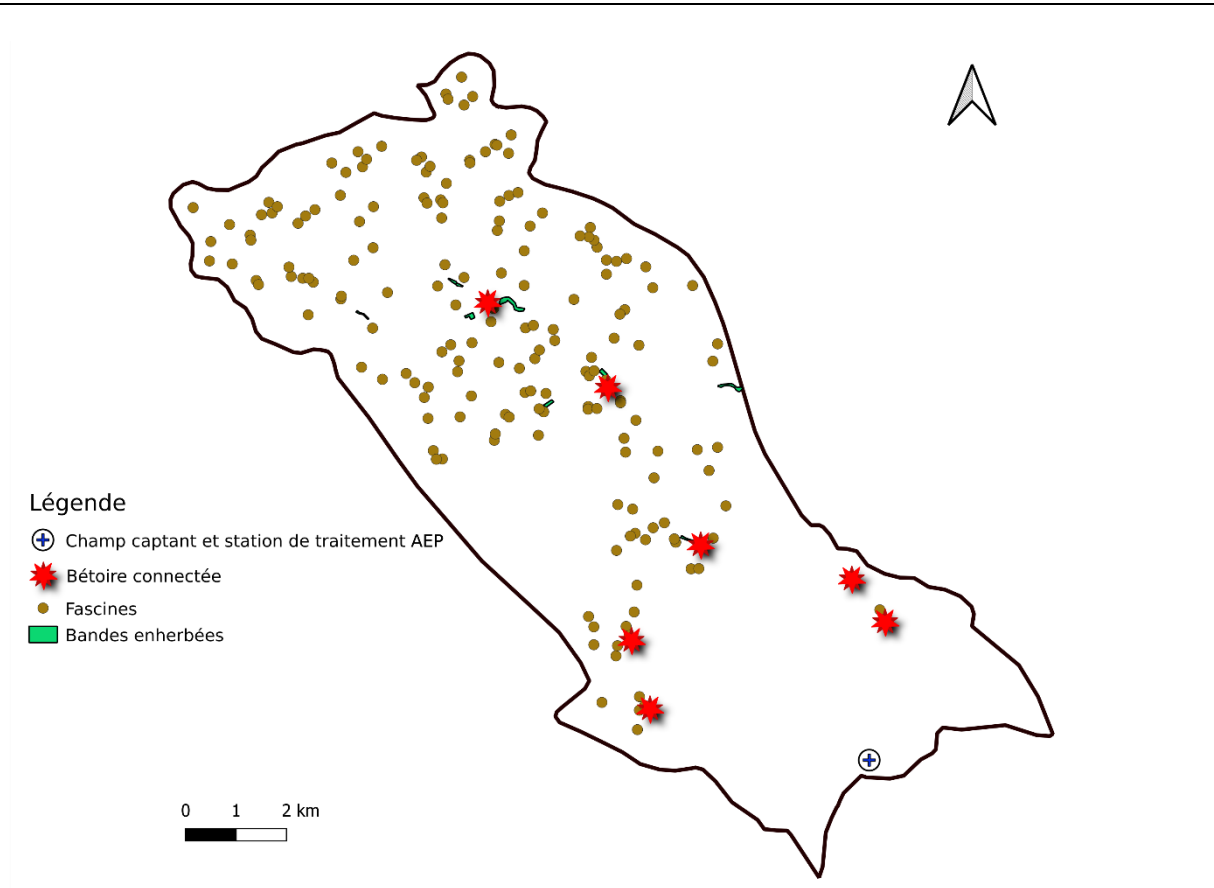 Légende
Champ captant et station de traitement AEP
Bétoire connectée
Fascines
Bandes enherbées
0 1 2 km